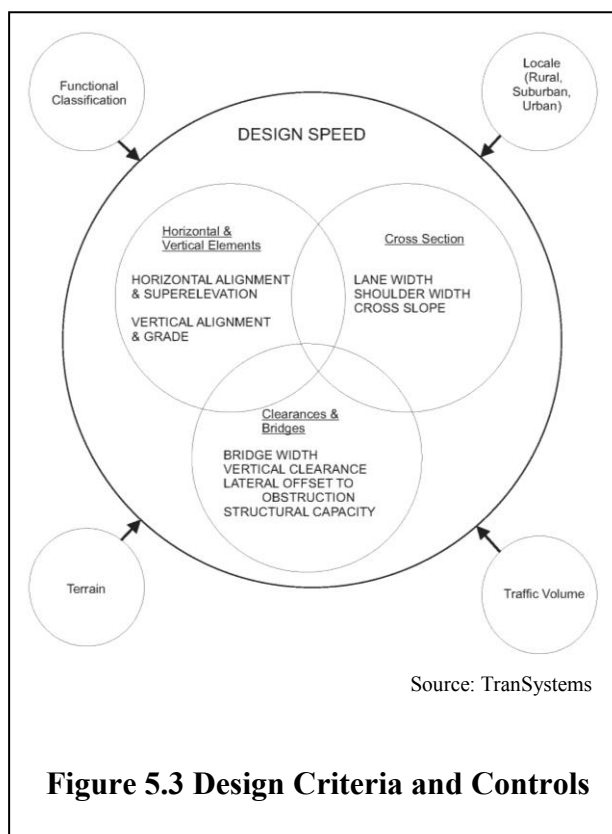 Functional
Classification
Locale
(Rural,
Suburban,
Urban)
DESIGN SPEED
Horizontal &
Vertical Elements
HORIZONTAL ALIGNMENT
& SUPERELEVATION
VERTICAL ALIGNMENT
& GRADE
Cross Section
LANE WIDTH
SHOULDER WIDTH
CROSS SLOPE
Clearances &
Bridges
BRIDGE WIDTH
VERTICAL CLEARANCE
LATERAL OFFSET TO
OBSTRUCTION
STRUCTURAL CAPACITY
Terrain
Traffic Volume
Source: TranSystems
Figure 5.3 Design Criteria and Controls